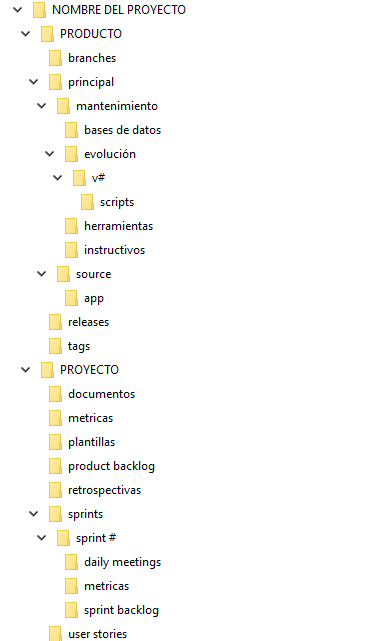 NOMBRE DEL PROYECTO
PRODUCTO
branches
principal
mantenimiento
bases de datos
evolución
v#
scripts
herramientas
instructivos
source
app
releases
tags
PROYECTO
documentos
metricas
plantillas
product backlog
retrospectivas
sprints
sprint #
daily meetings
metricas
sprint backlog
user stories